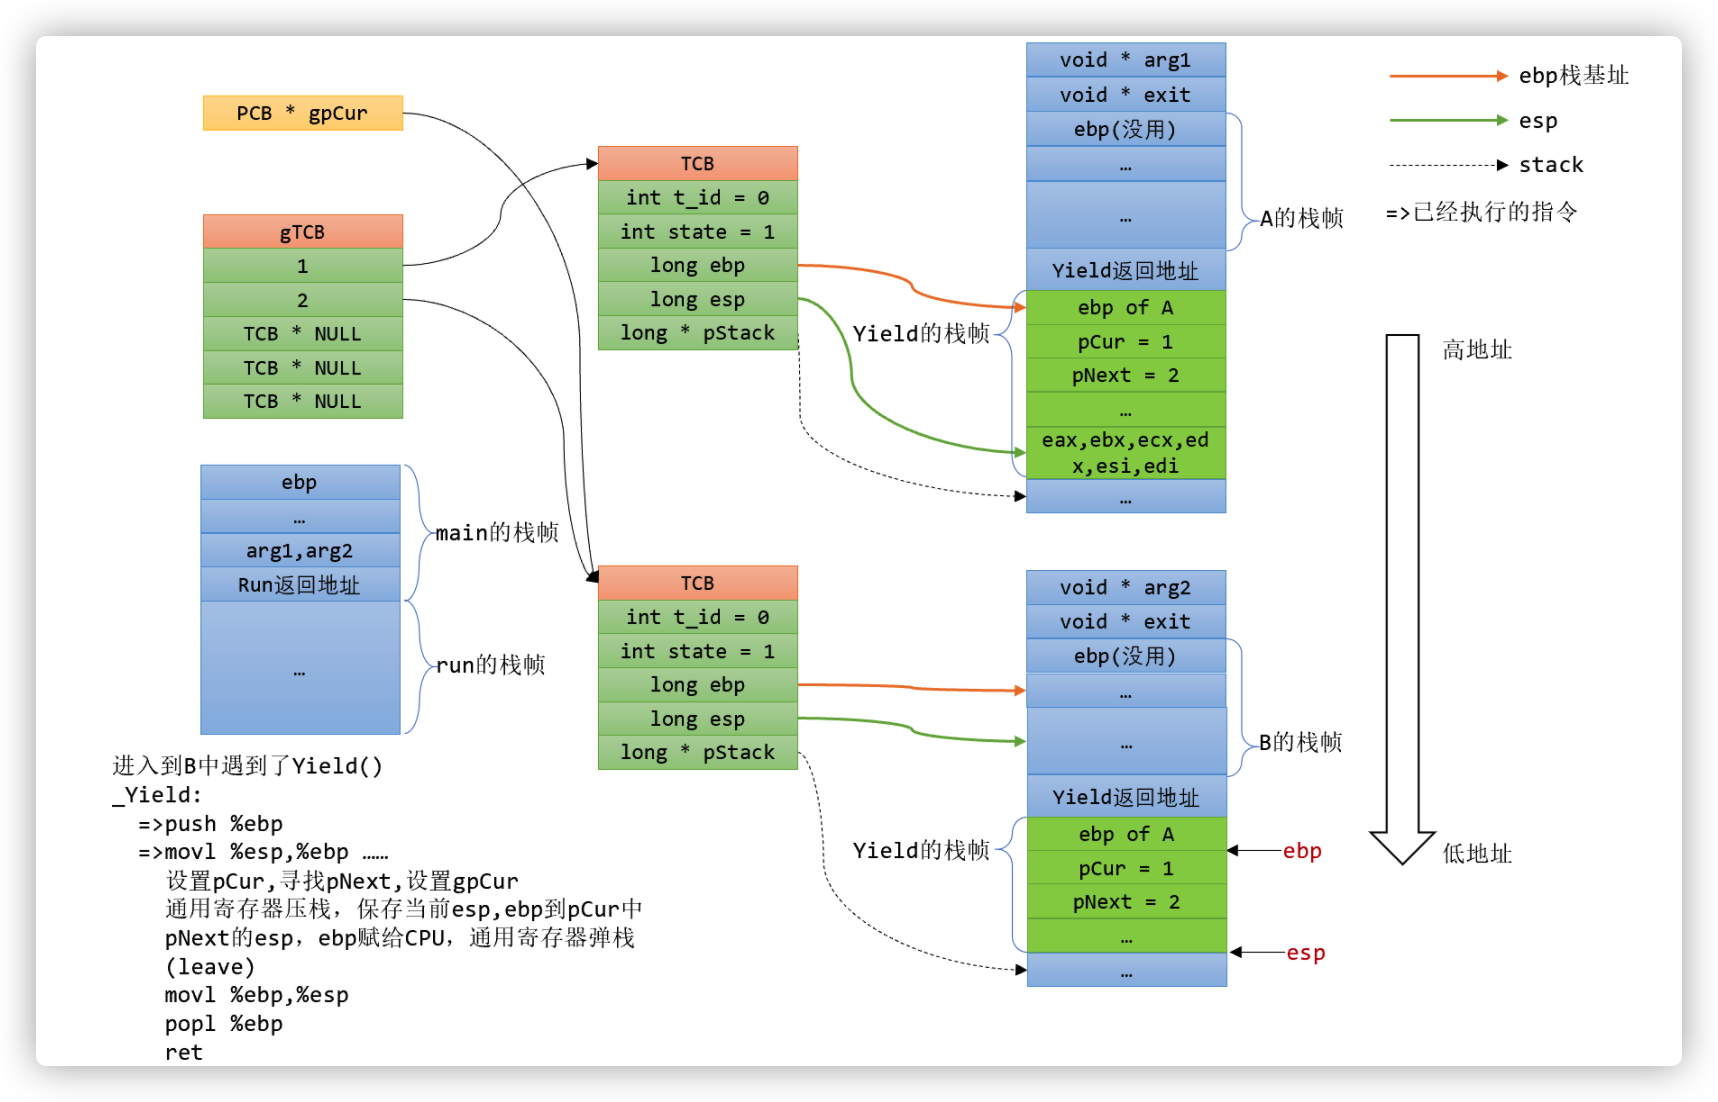 PCB * gpCur
gTCB
1
2
TCB * NULL
TCB * NULL
TCB * NULL
ebp
…
arg1,arg2
Run返回地址
…
main的栈帧
run的栈帧
进入到B中遇到了Yield()
_Yield:
=>push %ebp
=>movl %esp,%ebp ……
设置pCur,寻找pNext,设置gpCur
通用寄存器压栈，保存当前esp,ebp到pCur中
pNext的esp，ebp赋给CPU，通用寄存器弹栈
(leave)
movl %ebp,%esp
popl %ebp
ret
TCB
int t_id = 0
int state = 1
long ebp
long esp
long * pStack
TCB
int t_id = 0
int state = 1
long ebp
long esp
long * pStack
void * arg1
void * exit
ebp(没用)
…
…
Yield返回地址
ebp of A
pCur = 1
pNext = 2
…
eax,ebx,ecx,ed
x,esi,edi
…
A的栈帧
Yield的栈帧
void * arg2
void * exit
ebp(没用)
…
…
Yield返回地址
ebp of A
pCur = 1
pNext = 2
…
…
B的栈帧
Yield的栈帧
ebp
esp
ebp栈基址
esp
stack
=>已经执行的指令
高地址
低地址